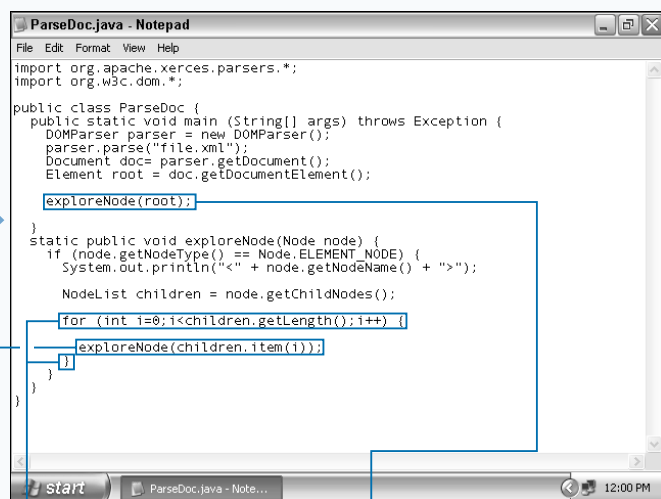 ParseDoc.java - Notepad
File Edit Format View Help
import org.apache.xerces.parsers.*;
import org.w3c.dom.*;
public class ParseDoc {
public static void main (String[] args) throws Exception {
DOMParser parser = new DOMParser();
parser.parse("file.xml");
Document doc= parser.getDocument();
Element root = doc.getDocumentElement();
exploreNode(root);
}
static public void exploreNode(Node node) {
if (node.getNodeType() == Node.ELEMENT_NODE) {
System.out.println("<" + node.getNodeName() + ">");
NodeList children = node.getChildNodes();
for (int i=0;i<children.getLength();i++) {
exploreNode(children.item(i));
}
}
}
}
start ParseDoc.java - Note... 12:00 PM